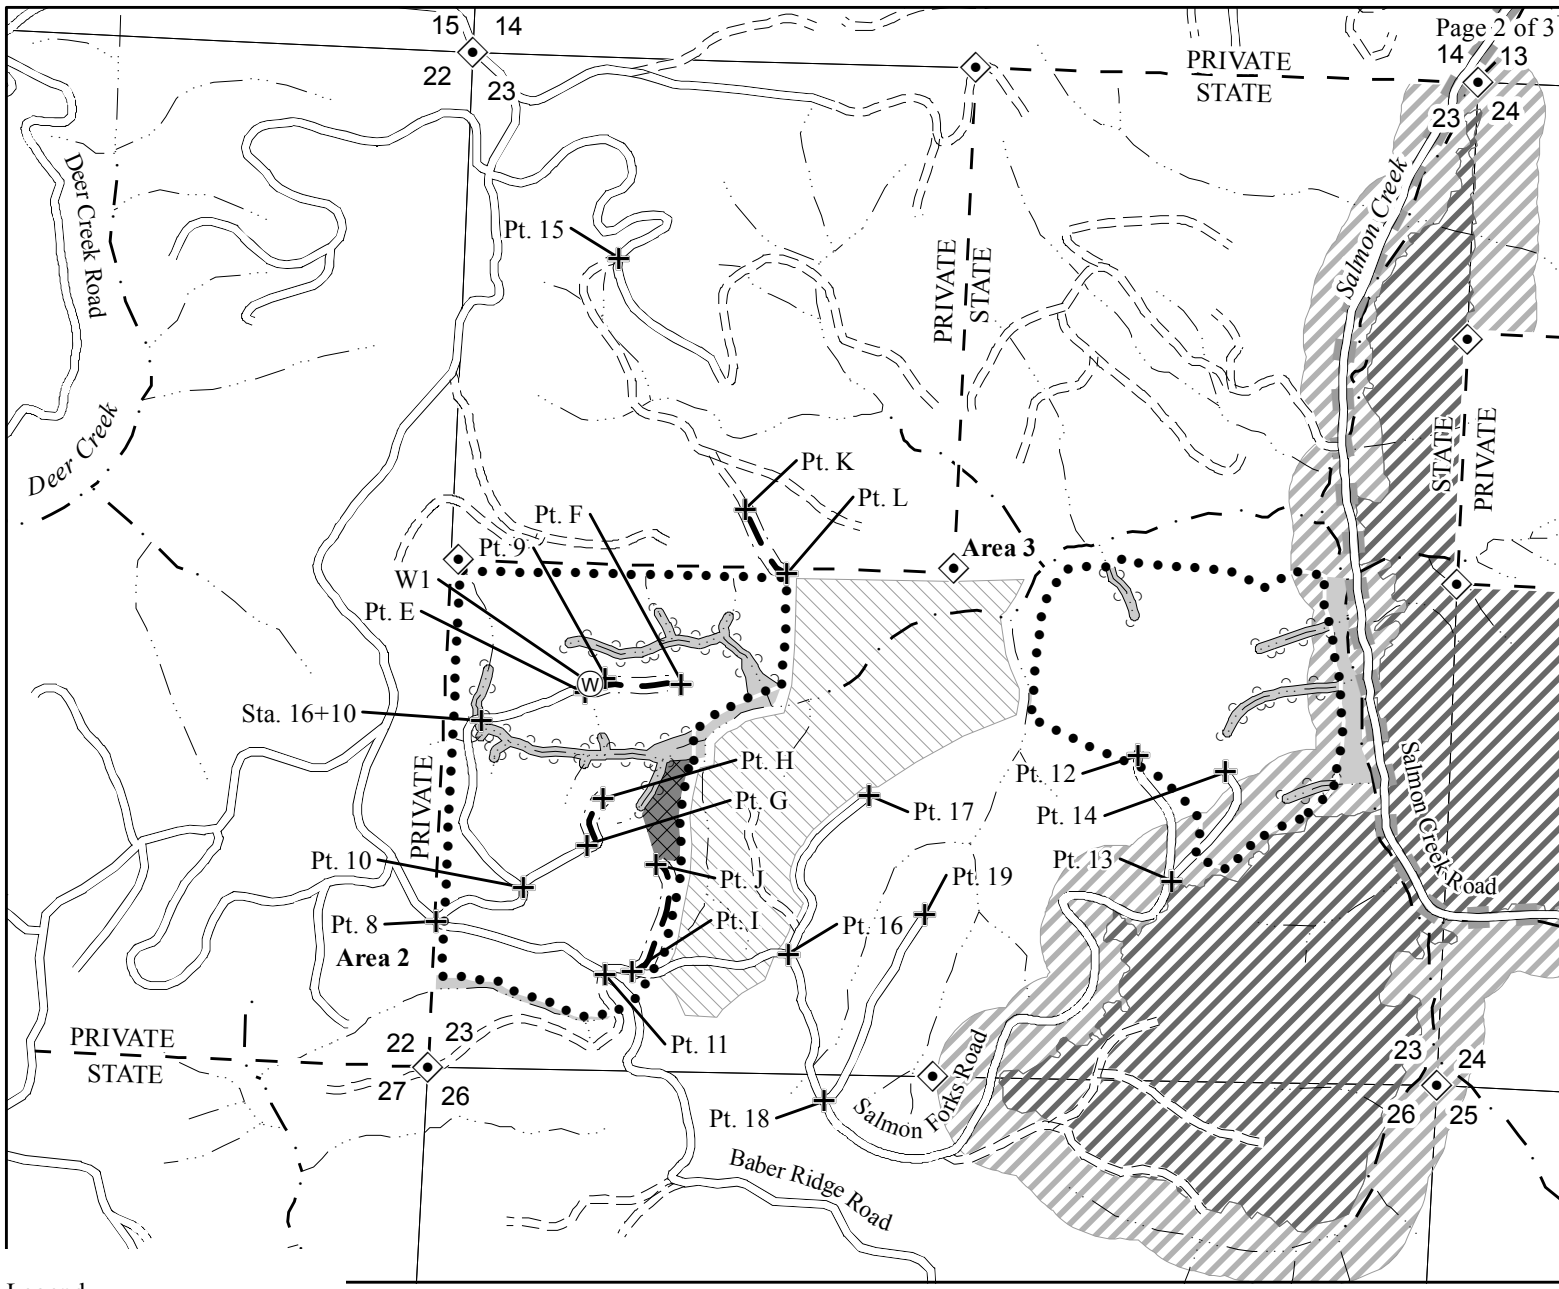 Page 2 of 3
15 14
22 23
14 13
23 24
PRIVATE
STATE
Deer Creek Road
Salmon Creek
Pt. 15
PRIVATE
STATE
Deer Creek
STATE
PRIVATE
Pt. K
Pt. L
Pt. F
Pt. 9
Area 3
W1
Pt. E
W
Sta. 16+10
Pt. H
Pt. 12
PRIVATE
Pt. G
Pt. 17
Pt. 14
Salmon Creek Road
Pt. 10
Pt. J
Pt. 13
Pt. 19
Pt. 8
Pt. I
Pt. 16
Area 2
PRIVATE
STATE
22 23
27 26
Pt. 11
Salmon Forks Road
23 24
26 25
Pt. 18
Baber Ridge Road